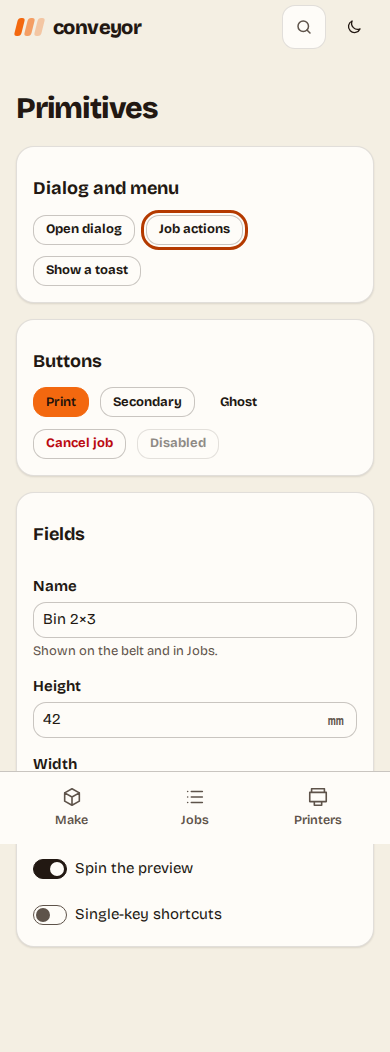 conveyor
Primitives
Dialog and menu
Open dialog
Job actions
Show a toast
Buttons
Print
Secondary
Ghost
Cancel job
Disabled
Fields
Name
Bin 2×3
Shown on the belt and in Jobs.
Height
42
mm
Width
Make
Jobs
Printers
Spin the preview
Single-key shortcuts